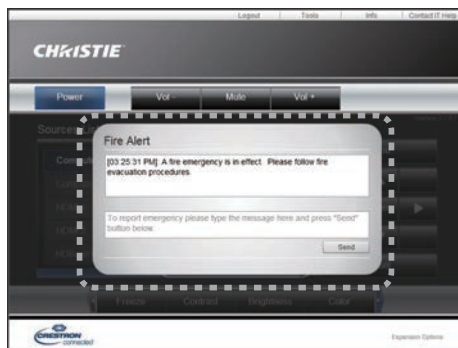 Logout Tools Info Contact IT Help
CHRISTIE
Power Vol - Mute Vol +
Sources List
Fire Alert
[03 25 31 PM] A fire emergency is in effect. Please follow fire
evacuation procedures.
To report emergency please type the message here and press "Send"
button below.
Send
Freeze Contrast Brightness Color
CRESTRON
connected
Expansion Options